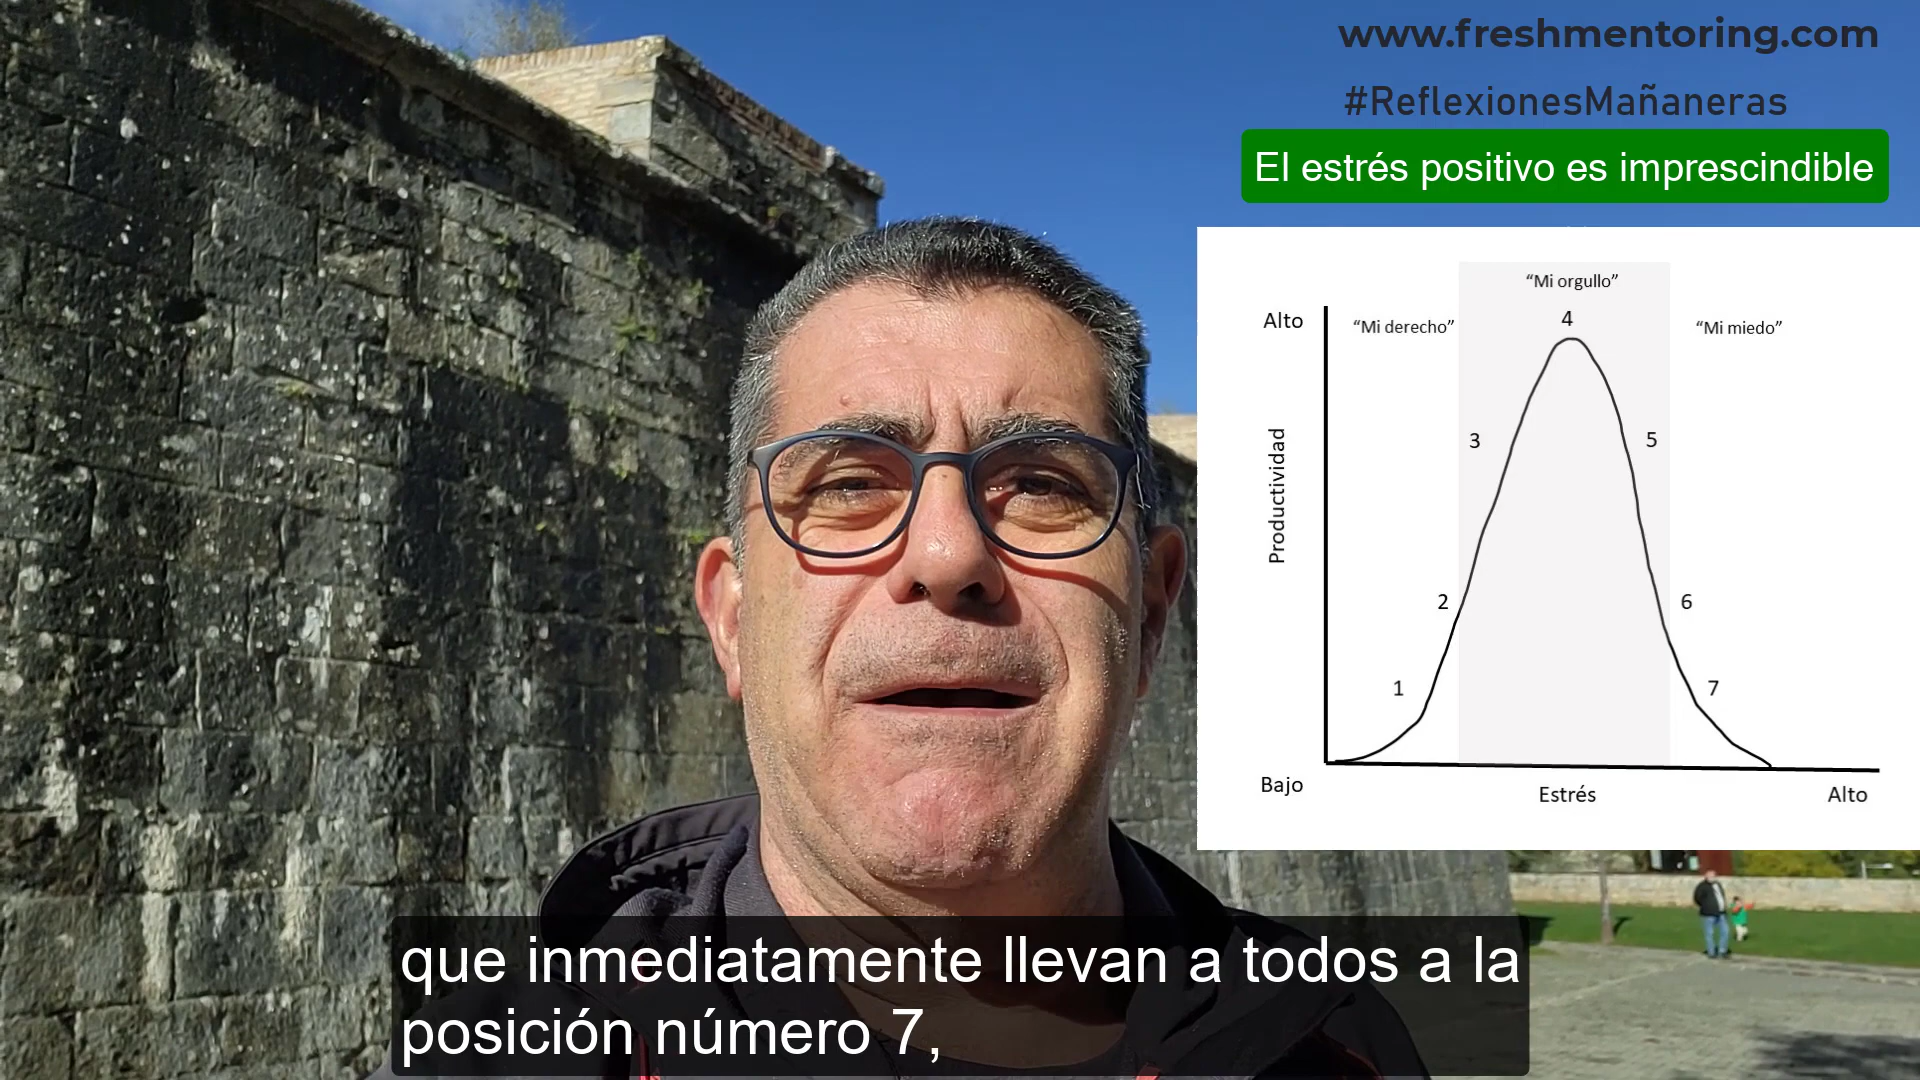 www.freshmentoring.com
#ReflexionesMañaneras
El estrés positivo es imprescindible
“Mi orgullo”
Alto
“Mi derecho”
4
“Mi miedo”
Productividad
3
5
2
6
1
7
Bajo
Estrés
Alto
que inmediatamente llevan a todos a la
posición número 7,